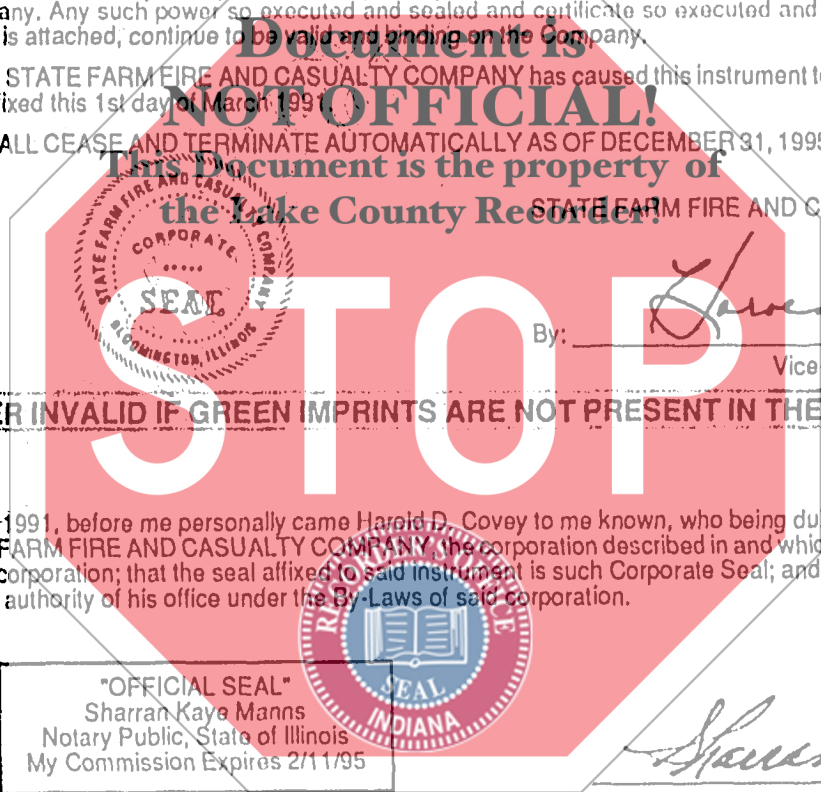 any. Any such power so executed and sealed and certificate so executed and
is attached, continue to be valid and binding on the Company.
Document is
STATE FARM FIRE AND CASUALTY COMPANY has caused this instrument t
ixed this 1st day of March 1991.
NOT OFFICIAL!
ALL CEASE AND TERMINATE AUTOMATICALLY AS OF DECEMBER 31, 1995
This Document is the property of
the Lake County Recorder!
STATE FARM FIRE AND C
STATE FARM FIRE AND CASUALTY COMPANY
CORPORATE
SEAL
BLOOMINGTON, ILLINOIS
STOP
By:
Vice
ER INVALID IF GREEN IMPRINTS ARE NOT PRESENT IN THE
1991, before me personally came Harold D. Covey to me known, who being du
FARM FIRE AND CASUALTY COMPANY, the corporation described in and whic
corporation; that the seal affixed to said instrument is such Corporate Seal; and
authority of his office under the By-Laws of said corporation.
SEAL
INDIANA
"OFFICIAL SEAL"
Sharran Kaye Manns
Notary Public, State of Illinois
My Commission Expires 2/11/95